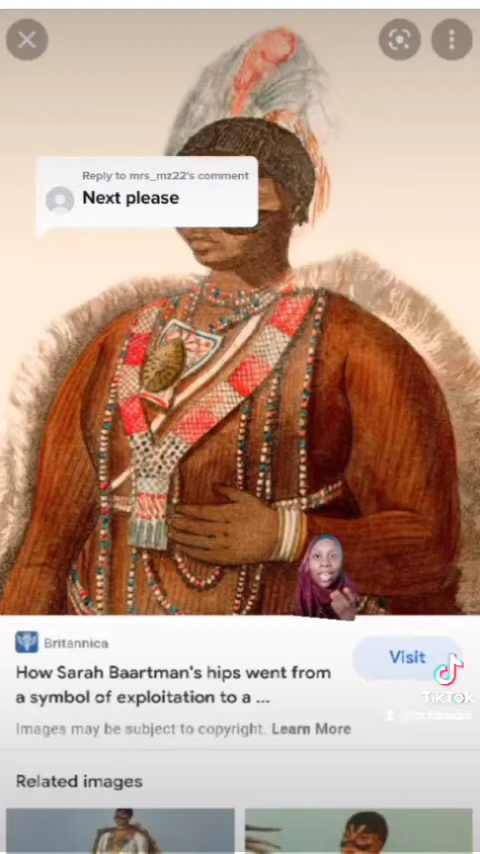 Reply to mrs_mz22's comment
Next please
Britannica
Visit
How Sarah Baartman's hips went from
a symbol of exploitation to a ...
TikTok
Images may be subject to copyright. Learn More
Related images